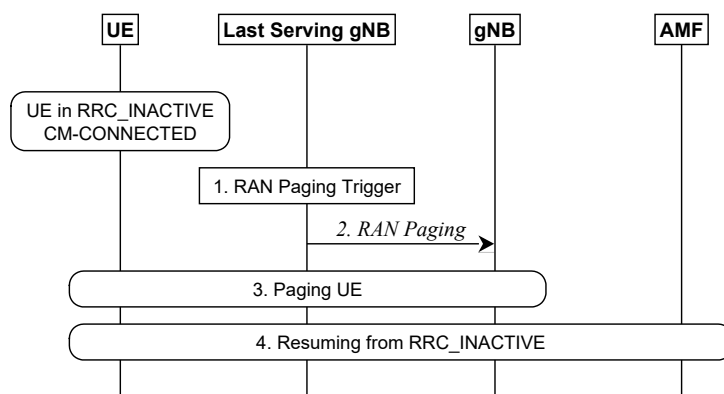 UE
Last Serving gNB
gNB
AMF
UE in RRC_INACTIVE
CM-CONNECTED
1. RAN Paging Trigger
2. RAN Paging
3. Paging UE
4. Resuming from RRC_INACTIVE